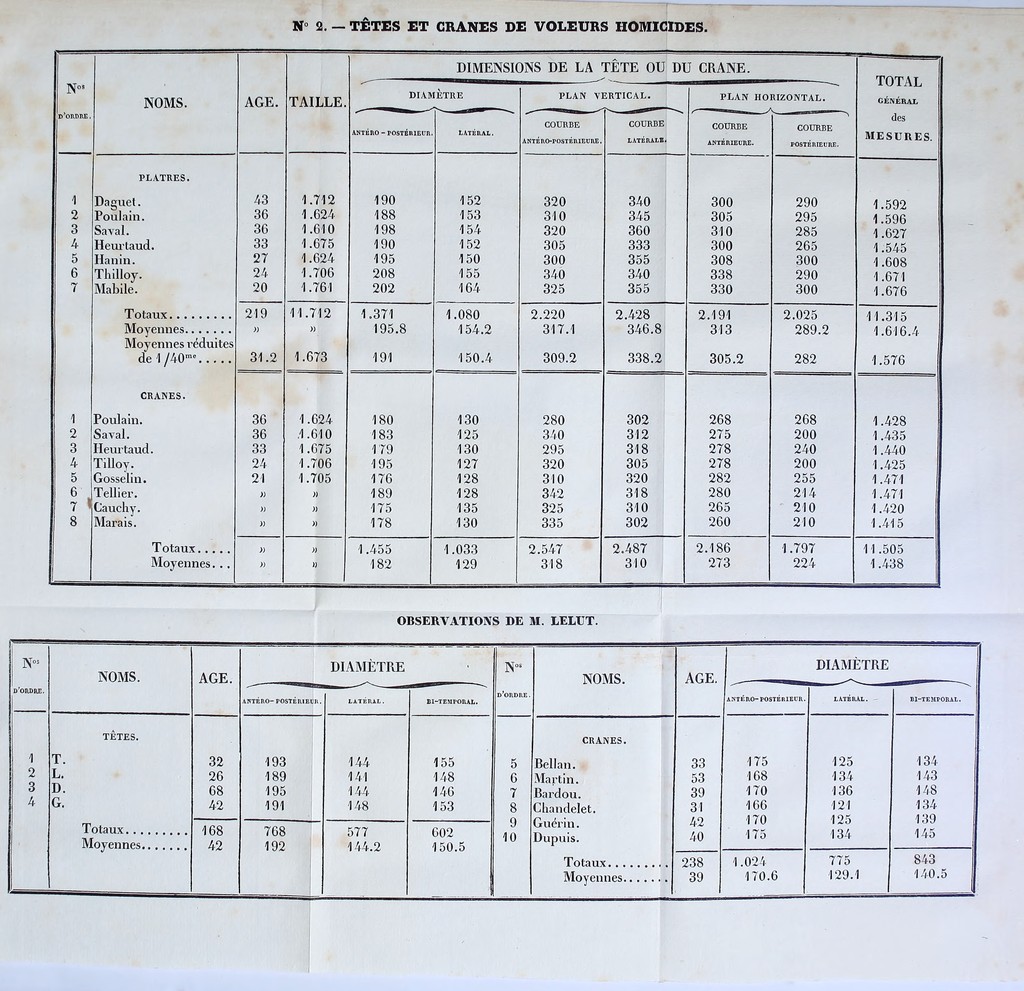 N° 2. — TÊTES ET CRANES DE VOLEURS HOMICIDES.
Nos D'ORDRE. NOMS. AGE. TAILLE. DIMENSIONS DE LA TÊTE OU DU CRANE. TOTAL GÉNÉRAL des MESURES.
DIAMÈTRE PLAN VERTICAL. PLAN HORIZONTAL.
ANTÉRO-POSTÉRIEUR. LATÉRAL. COURBE ANTÉRO-POSTÉRIEURE. COURBE LATÉRALE. COURBE ANTÉRIEURE. COURBE POSTÉRIEURE.
PLATRES.
1 Daguet. 43 1.712 190 152 320 340 300 290 1.592
2 Poulain. 36 1.624 188 153 310 345 305 295 1.596
3 Saval. 36 1.610 198 154 320 360 310 285 1.627
4 Heurtaud. 33 1.675 190 152 305 333 300 265 1.545
5 Hanin. 27 1.624 195 150 300 355 308 300 1.608
6 Thilloy. 24 1.706 208 155 340 340 338 290 1.671
7 Mabile. 20 1.761 202 164 325 355 330 300 1.676
Totaux......... 219 11.712 1.371 1.080 2.220 2.428 2.191 2.025 11.315
Moyennes....... » » 195.8 154.2 317.1 346.8 313 289.2 1.616.4
Moyennes réduites
de 1/40me..... 31.2 1.673 191 150.4 309.2 338.2 305.2 282 1.576
CRANES.
1 Poulain. 36 1.624 180 130 280 302 268 268 1.428
2 Saval. 36 1.610 183 125 340 312 275 200 1.435
3 Heurtaud. 33 1.675 179 130 295 318 278 240 1.440
4 Tilloy. 24 1.706 195 127 320 305 278 200 1.425
5 Gosselin. 21 1.705 176 128 310 320 282 255 1.471
6 Tellier. » » 189 128 342 318 280 214 1.471
7 Cauchy. » » 175 135 325 310 265 210 1.420
8 Marais. » » 178 130 335 302 260 210 1.415
Totaux..... » » 1.455 1.033 2.547 2.487 2.186 1.797 11.505
Moyennes... » » 182 129 318 310 273 224 1.438
OBSERVATIONS DE M. LELUT.
Nos D'ORDRE. NOMS. AGE. DIAMÈTRE
ANTÉRO-POSTÉRIEUR. LATÉRAL. BI-TEMPORAL.
TÊTES.
1 T. 32 193 144 155
2 L. 26 189 141 148
3 D. 68 195 144 146
4 G. 42 191 148 153
Totaux......... 168 768 577 602
Moyennes....... 42 192 144.2 150.5
Nos D'ORDRE. NOMS. AGE. DIAMÈTRE
ANTÉRO-POSTÉRIEUR. LATÉRAL. BI-TEMPORAL.
CRANES.
5 Bellan. 33 175 125 134
6 Martin. 53 168 134 143
7 Bardou. 39 170 136 148
8 Chandelet. 31 166 121 134
9 Guérin. 42 170 125 139
10 Dupuis. 40 175 134 145
Totaux......... 238 1.024 775 843
Moyennes....... 39 170.6 129.1 140.5